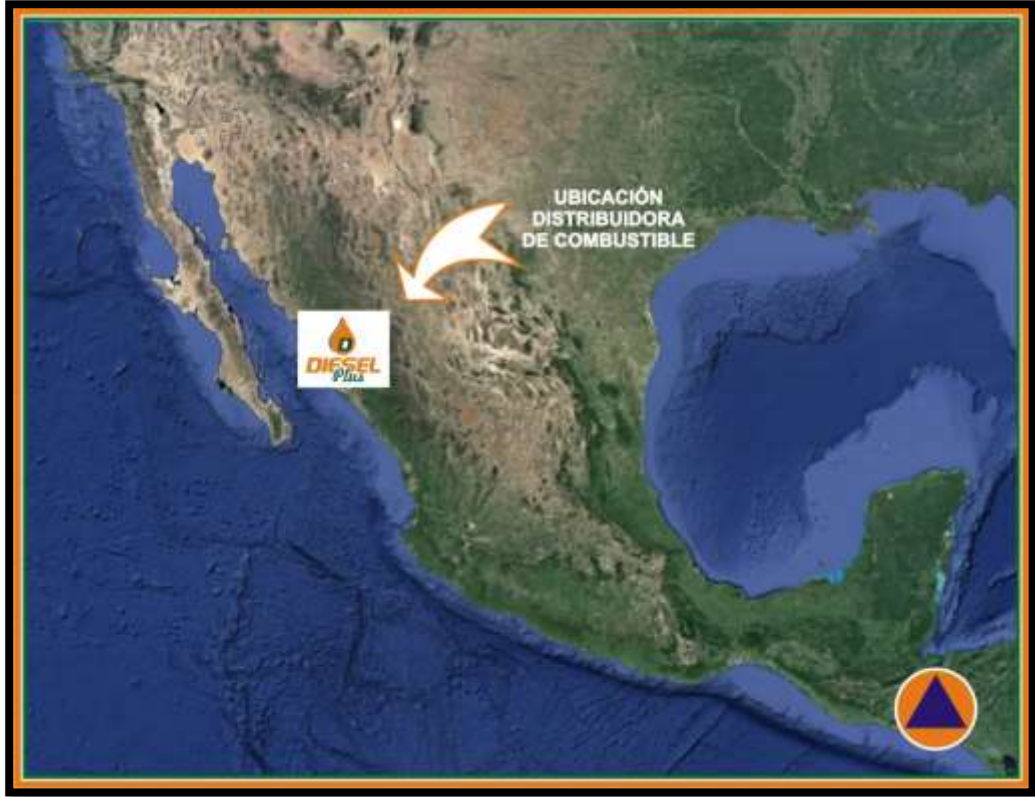 UBICACIÓN
DISTRIBUIDORA
DE COMBUSTIBLE
DIESEL
Plus